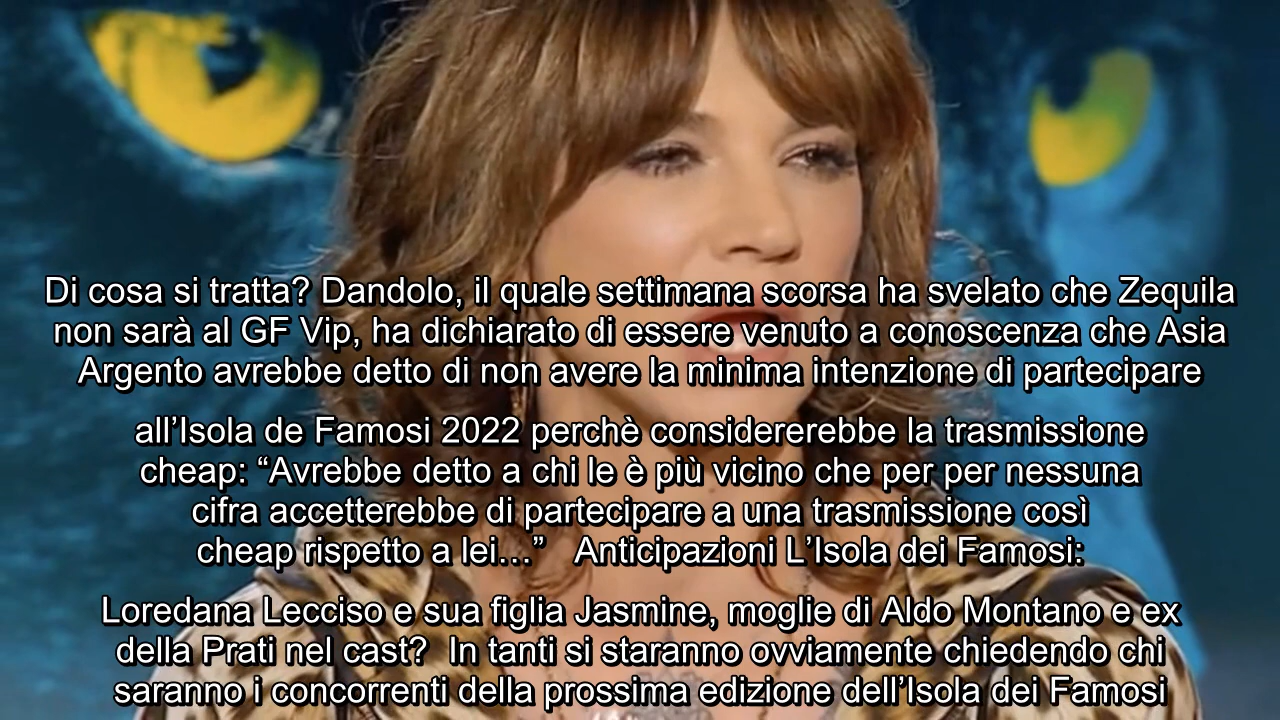 Di cosa si tratta? Dandolo, il quale settimana scorsa ha svelato che Zequila
non sarà al GF Vip, ha dichiarato di essere venuto a conoscenza che Asia
Argento avrebbe detto di non avere la minima intenzione di partecipare
all’Isola de Famosi 2022 perchè considererebbe la trasmissione
cheap: “Avrebbe detto a chi le è più vicino che per per nessuna
cifra accetterebbe di partecipare a una trasmissione così
cheap rispetto a lei…” Anticipazioni L’Isola dei Famosi:
Loredana Lecciso e sua figlia Jasmine, moglie di Aldo Montano e ex
della Prati nel cast? In tanti si staranno ovviamente chiedendo chi
saranno i concorrenti della prossima edizione dell’Isola dei Famosi